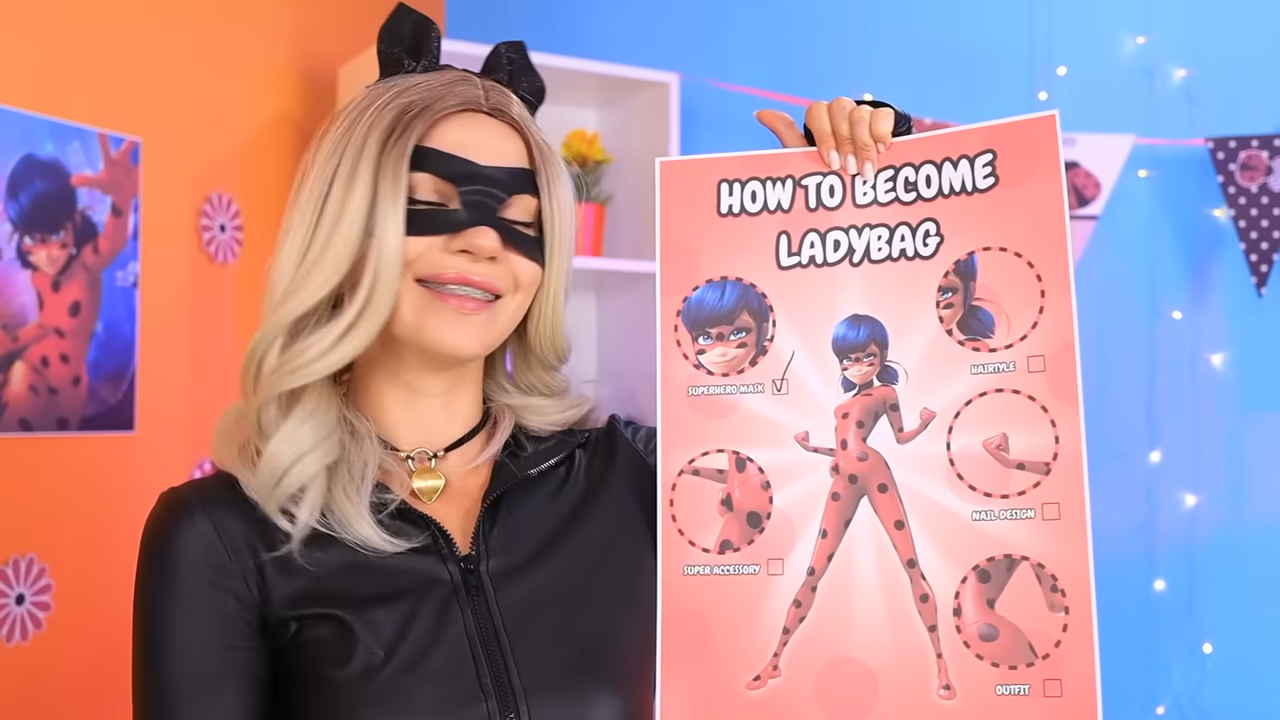 HOW TO BECOME
LADYBAG
SUPERHERO MASK
HAIRTYLE
SUPER ACCESSORY
NAIL DESIGN
OUTFIT